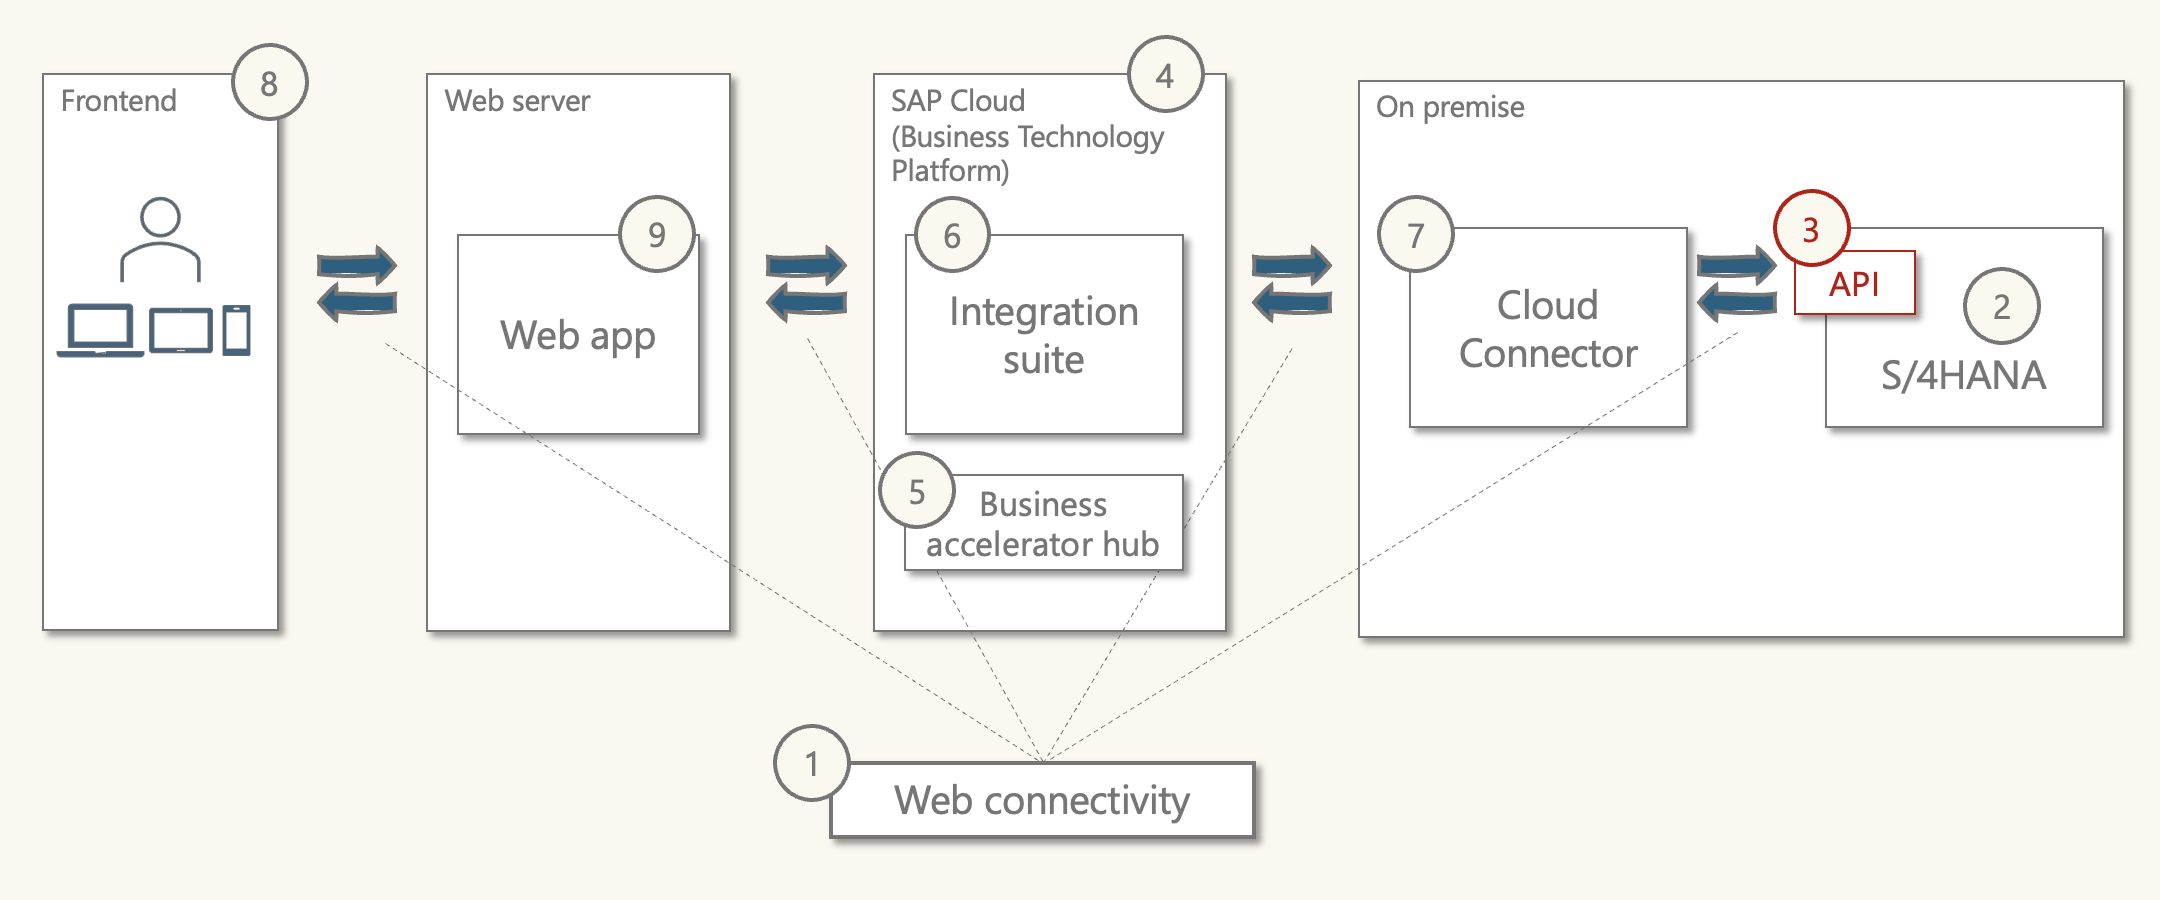 Frontend
8
Web server
9
Web app
4
SAP Cloud
(Business Technology
Platform)
6
Integration
suite
5
Business
accelerator hub
On premise
7
Cloud
Connector
3
API
2
S/4HANA
1
Web connectivity